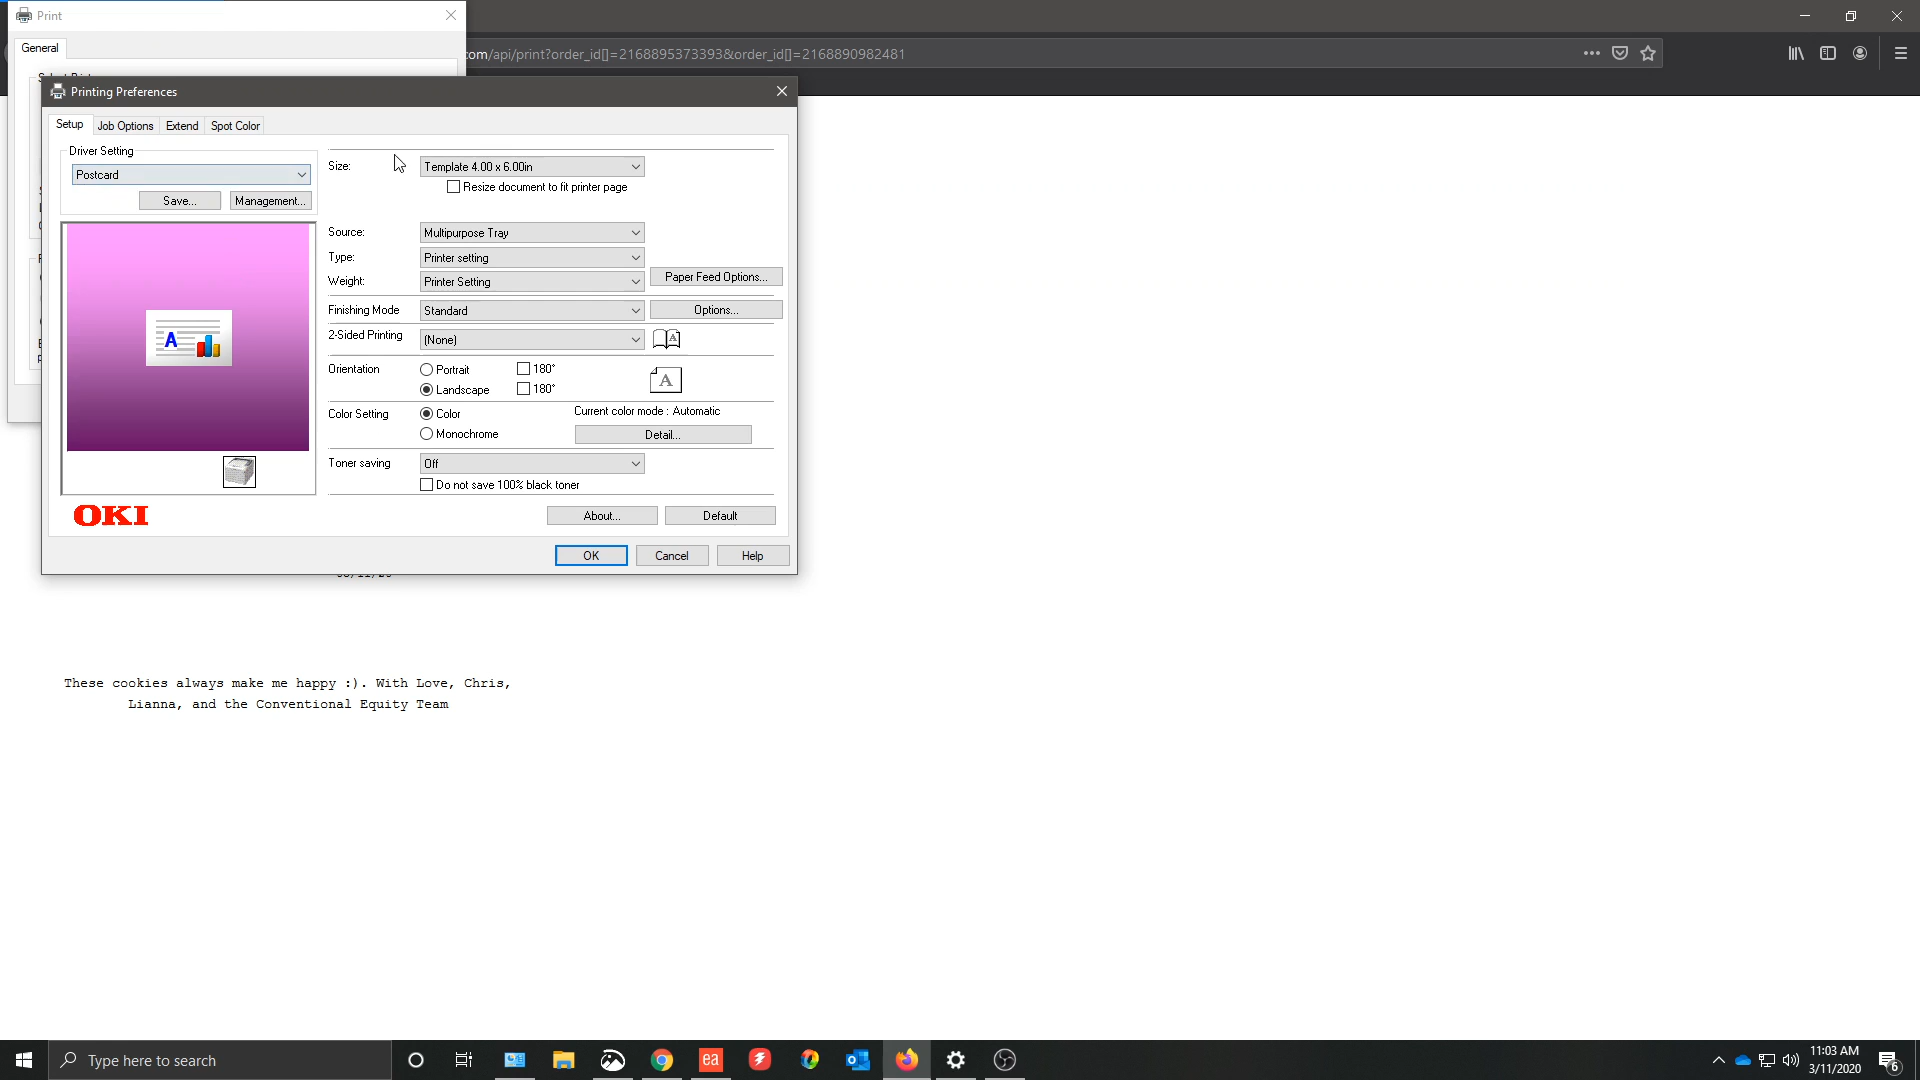 Print
General
com/api/print?order_id[]=2168895373393&order_id[]=2168890982481
Printing Preferences
Setup
Job Options
Extend
Spot Color
Driver Setting
Postcard
Save...
Management...
OKI
Size:
Template 4.00 x 6.00in
Resize document to fit printer page
Source:
Multipurpose Tray
Type:
Printer setting
Weight:
Printer Setting
Paper Feed Options...
Finishing Mode
Standard
Options...
2-Sided Printing
(None)
A
Orientation
Portrait
180°
Landscape
180°
A
Color Setting
Color
Current color mode : Automatic
Monochrome
Detail...
Toner saving
Off
Do not save 100% black toner
About...
Default
OK
Cancel
Help
A
These cookies always make me happy :). With Love, Chris,
Lianna, and the Conventional Equity Team
Type here to search
ea
11:03 AM
3/11/2020
6